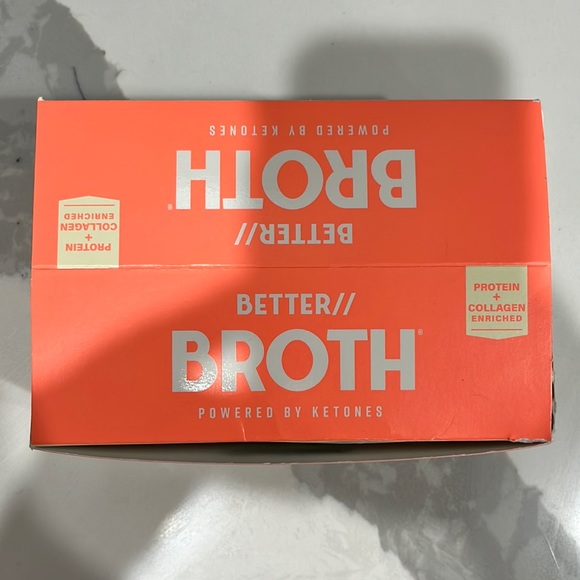 POWERED BY KETONES
BROTH®
BETTER//
PROTEIN
+
COLLAGEN
ENRICHED
BETTER//
BROTH®
POWERED BY KETONES
PROTEIN
+
COLLAGEN
ENRICHED